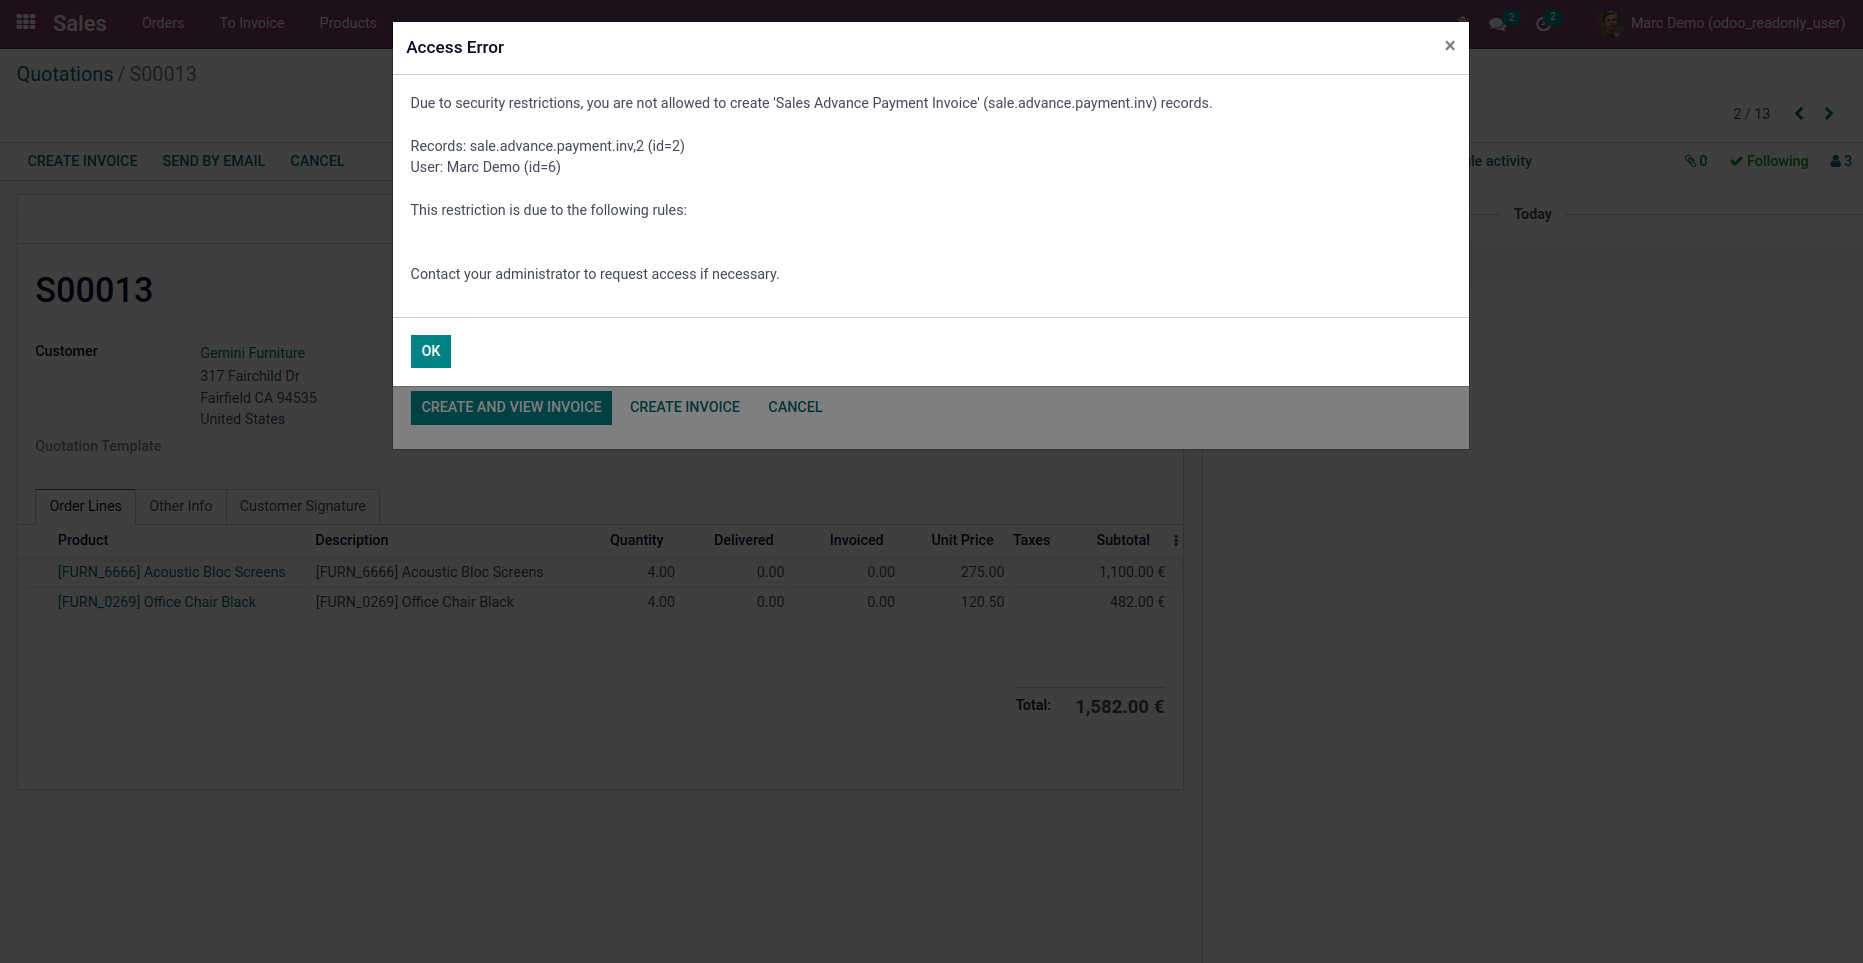 Sales
Orders
To Invoice
Products
2
2
Marc Demo (odoo_readonly_user)
Quotations / S00013
2 / 13
CREATE INVOICE
SEND BY EMAIL
CANCEL
le activity
0
Following
3
Today
Access Error
×
Due to security restrictions, you are not allowed to create 'Sales Advance Payment Invoice' (sale.advance.payment.inv) records.
Records: sale.advance.payment.inv,2 (id=2)
User: Marc Demo (id=6)
This restriction is due to the following rules:
Contact your administrator to request access if necessary.
OK
CREATE AND VIEW INVOICE
CREATE INVOICE
CANCEL
S00013
Customer
Gemini Furniture
317 Fairchild Dr
Fairfield CA 94535
United States
Quotation Template
Order Lines
Other Info
Customer Signature
Product Description Quantity Delivered Invoiced Unit Price Taxes Subtotal
[FURN_6666] Acoustic Bloc Screens [FURN_6666] Acoustic Bloc Screens 4.00 0.00 0.00 275.00 1,100.00 €
[FURN_0269] Office Chair Black [FURN_0269] Office Chair Black 4.00 0.00 0.00 120.50 482.00 €
Total: 1,582.00 €